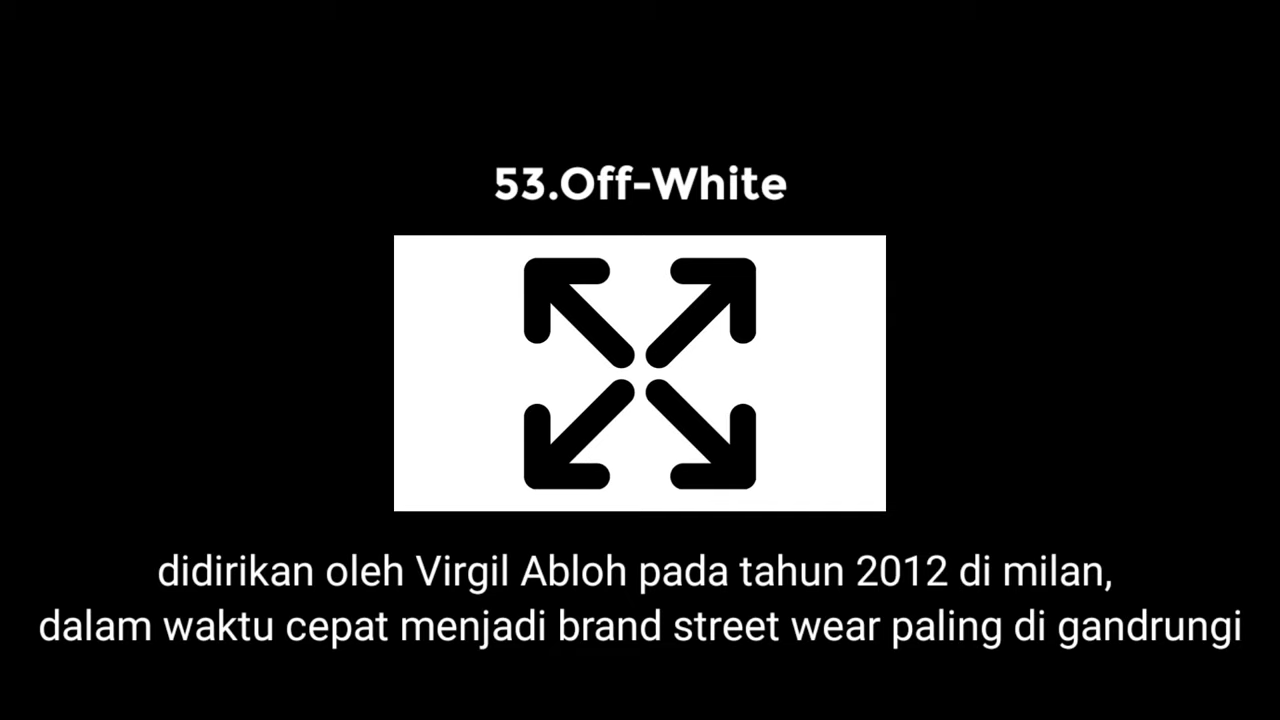 53.Off-White
didirikan oleh Virgil Abloh pada tahun 2012 di milan,
dalam waktu cepat menjadi brand street wear paling di gandrungi